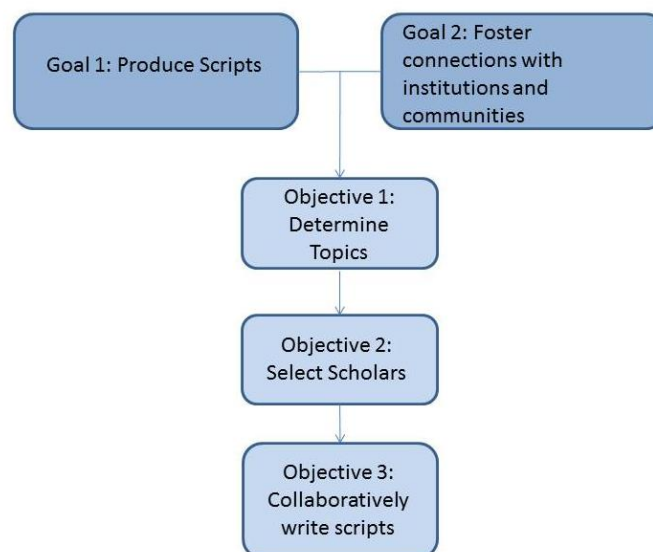 Goal 1: Produce Scripts
Goal 2: Foster
connections with
institutions and
communities
Objective 1:
Determine
Topics
Objective 2:
Select Scholars
Objective 3:
Collaboratively
write scripts